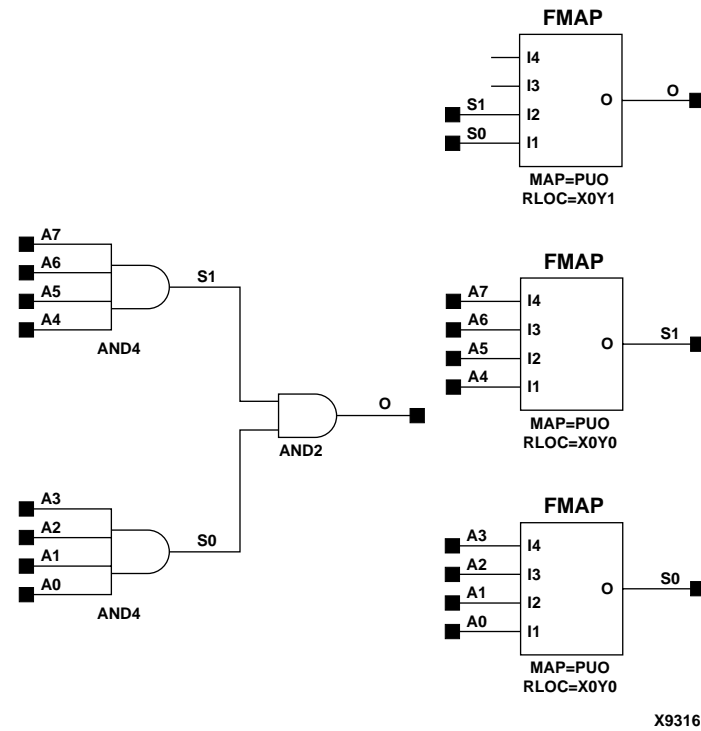 FMAP
I4
I3
S1 I2 O O
S0 I1
MAP=PUO
RLOC=X0Y1
A7
A6 S1
A5
A4
AND4
O
AND2
A3
A2 S0
A1
A0
AND4
FMAP
A7 I4
A6 I3 O S1
A5 I2
A4 I1
MAP=PUO
RLOC=X0Y0
FMAP
A3 I4
A2 I3 O S0
A1 I2
A0 I1
MAP=PUO
RLOC=X0Y0
X9316